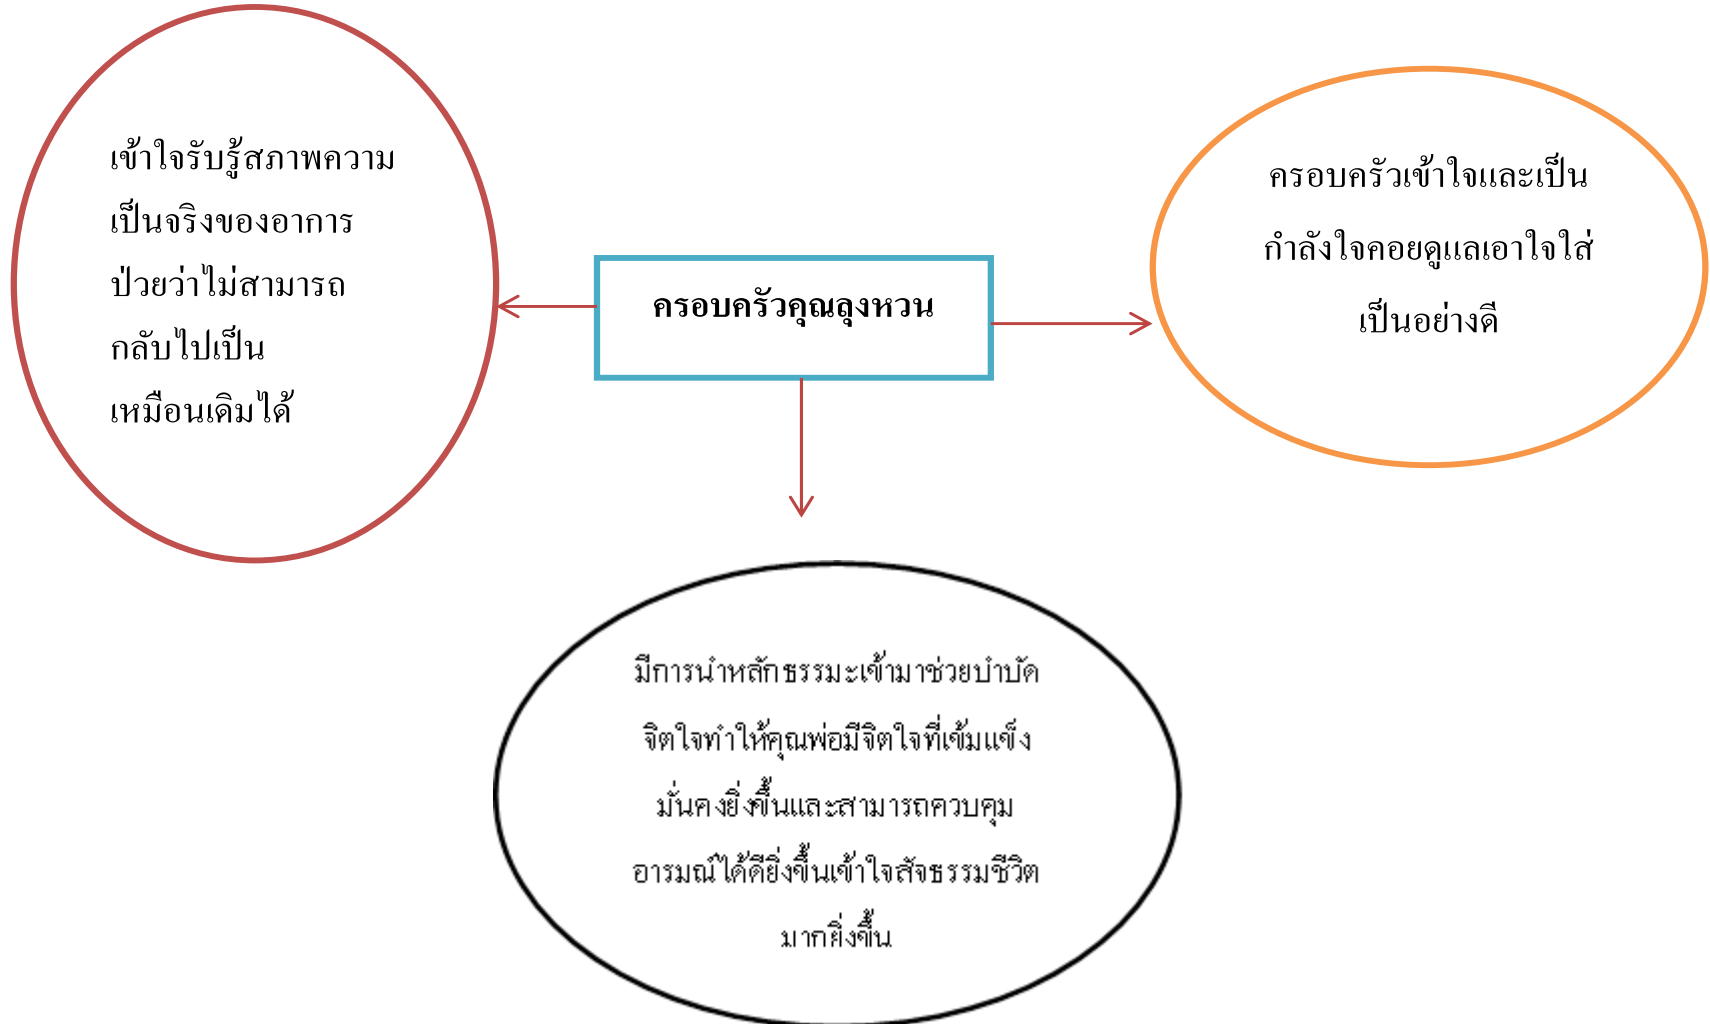 เข้าใจรับรู้สภาพความ
เป็นจริงของอาการ
ป่วยว่าไม่สามารถ
กลับไปเป็น
เหมือนเดิมได้
ครอบครัวคุณลุงหวน
ครอบครัวเข้าใจและเป็น
กำลังใจคอยดูแลเอาใจใส่
เป็นอย่างดี
มีการนำหลักธรรมะเข้ามาช่วยบำบัด
จิตใจทำให้คุณพ่อมีจิตใจที่เข้มแข็ง
มั่นคงยิ่งขึ้นและสามารถควบคุม
อารมณ์ได้ดียิ่งขึ้นเข้าใจสัจธรรมชีวิต
มากยิ่งขึ้น